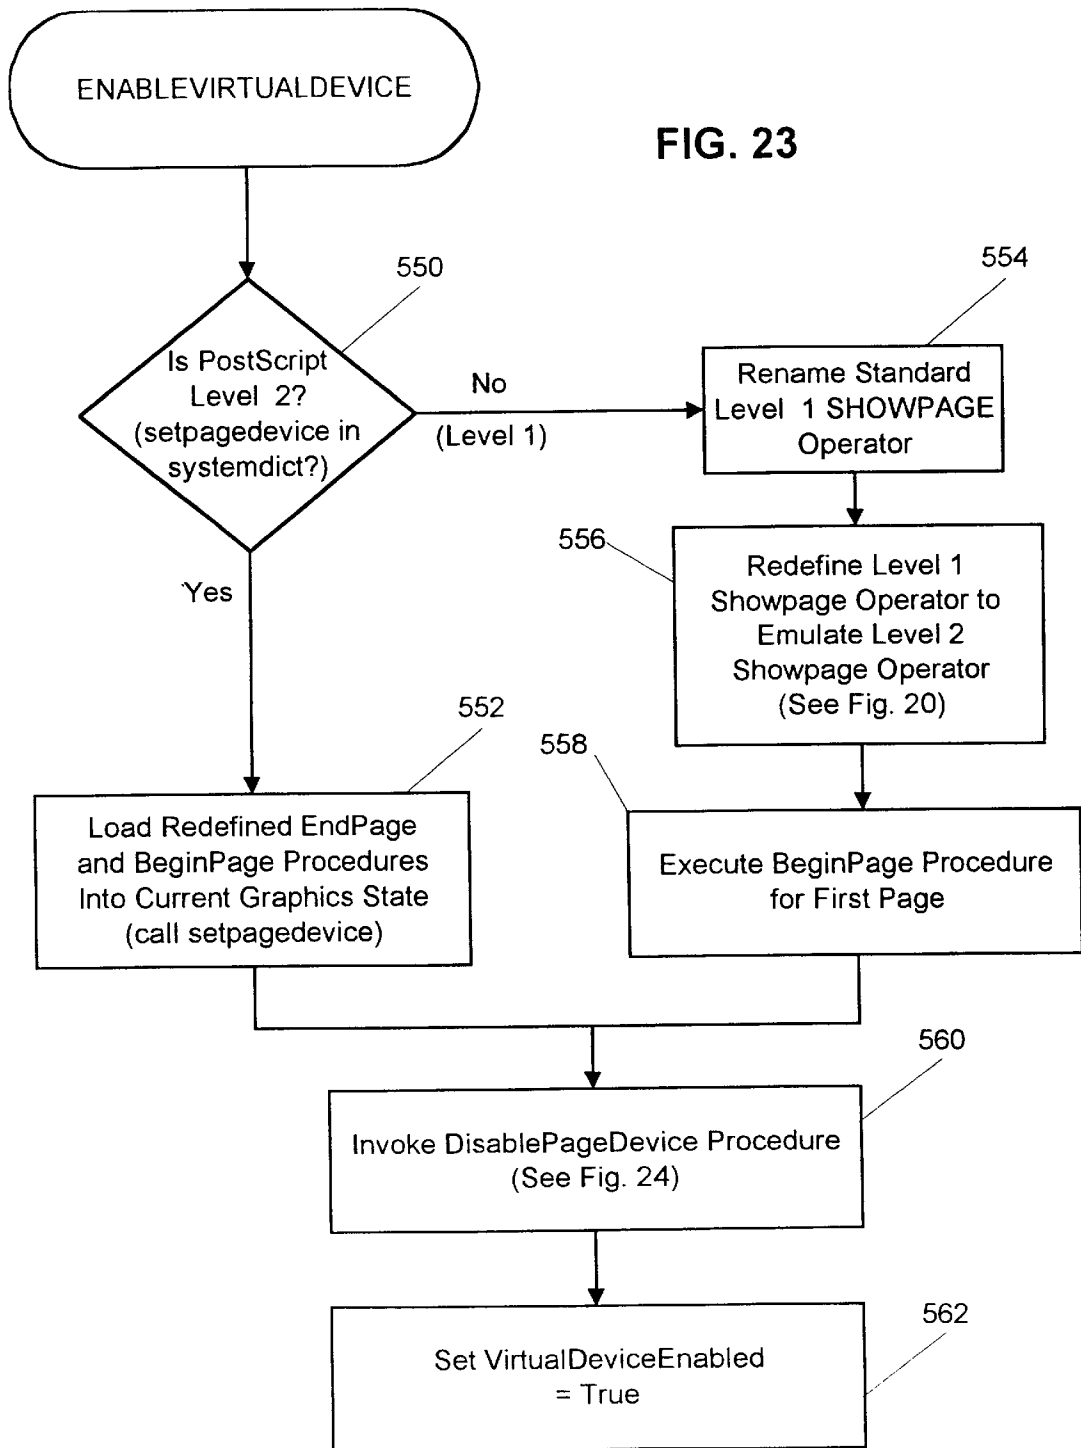 ENABLEVIRTUALDEVICE
FIG. 23
550
Is PostScript
Level 2?
(setpagedevice in
systemdict?)
No
(Level 1)
554
Rename Standard
Level 1 SHOWPAGE
Operator
Yes
556
Redefine Level 1
Showpage Operator to
Emulate Level 2
Showpage Operator
(See Fig. 20)
552
Load Redefined EndPage
and BeginPage Procedures
Into Current Graphics State
(call setpagedevice)
558
Execute BeginPage Procedure
for First Page
560
Invoke DisablePageDevice Procedure
(See Fig. 24)
562
Set VirtualDeviceEnabled
= True